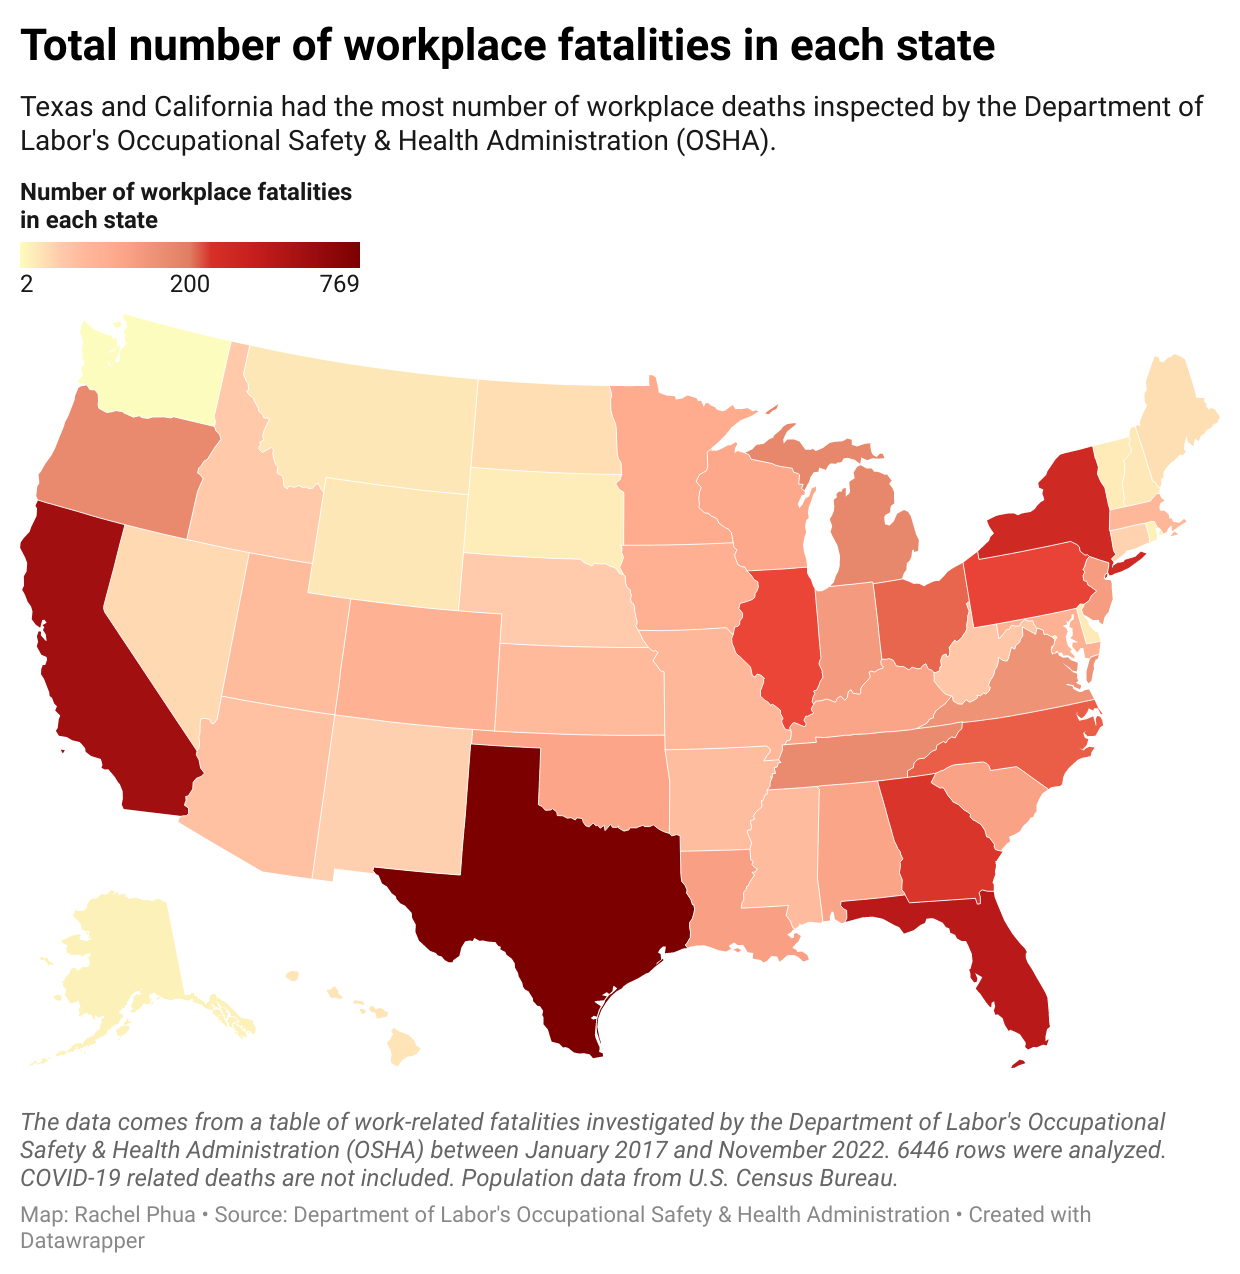 Total number of workplace fatalities in each state
Texas and California had the most number of workplace deaths inspected by the Department of
Labor's Occupational Safety & Health Administration (OSHA).
Number of workplace fatalities
in each state
2 200 769
The data comes from a table of work-related fatalities investigated by the Department of Labor's Occupational
Safety & Health Administration (OSHA) between January 2017 and November 2022. 6446 rows were analyzed.
COVID-19 related deaths are not included. Population data from U.S. Census Bureau.
Map: Rachel Phua • Source: Department of Labor's Occupational Safety & Health Administration • Created with
Datawrapper